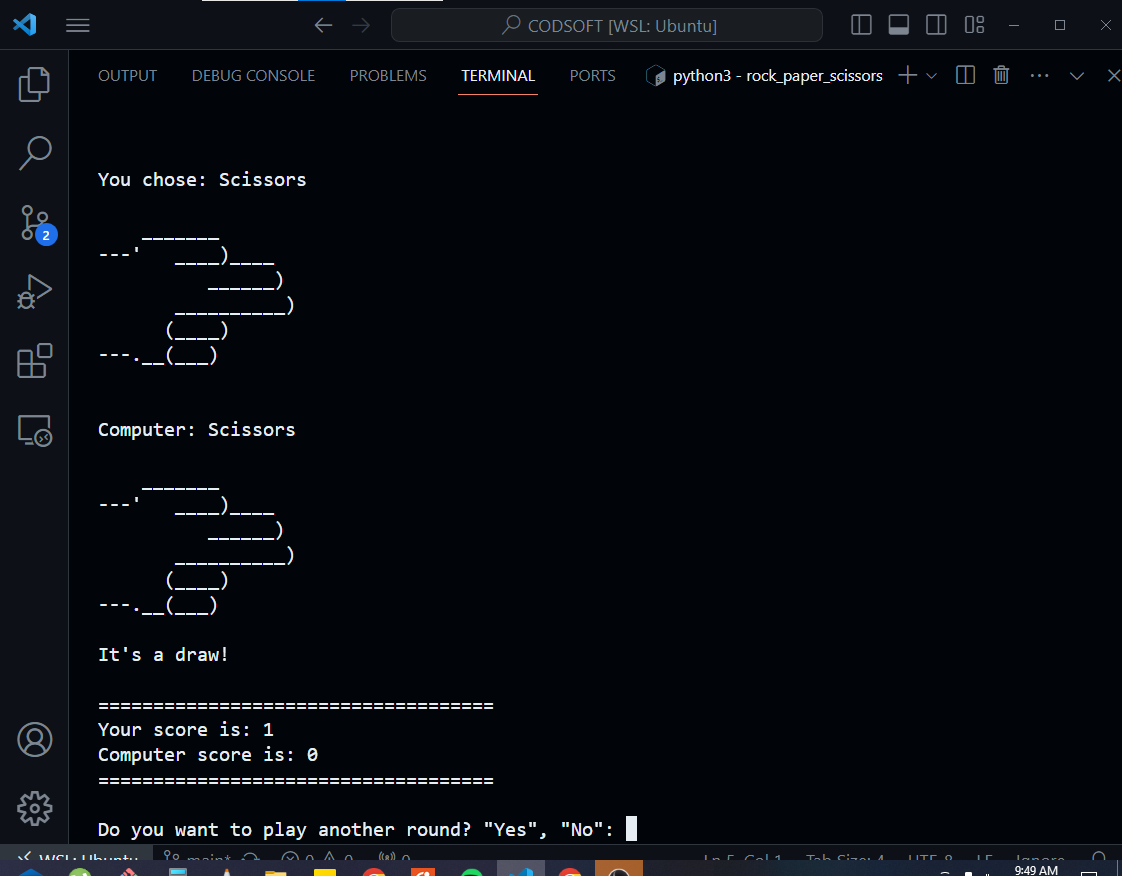 CODSOFT [WSL: Ubuntu]
OUTPUT DEBUG CONSOLE PROBLEMS TERMINAL PORTS python3 - rock_paper_scissors
You chose: Scissors
    _______
---'   ____)____
          ______)
       __________)
      (____)
---.__(___)
2
Computer: Scissors
    _______
---'   ____)____
          ______)
       __________)
      (____)
---.__(___)
It's a draw!
====================================
Your score is: 1
Computer score is: 0
====================================
Do you want to play another round? "Yes", "No":
WSL: Ubuntu main* 0 0 0 Ln 5, Col 1 Tab Size: 4 UTF-8 LF Ignore
9:49 AM